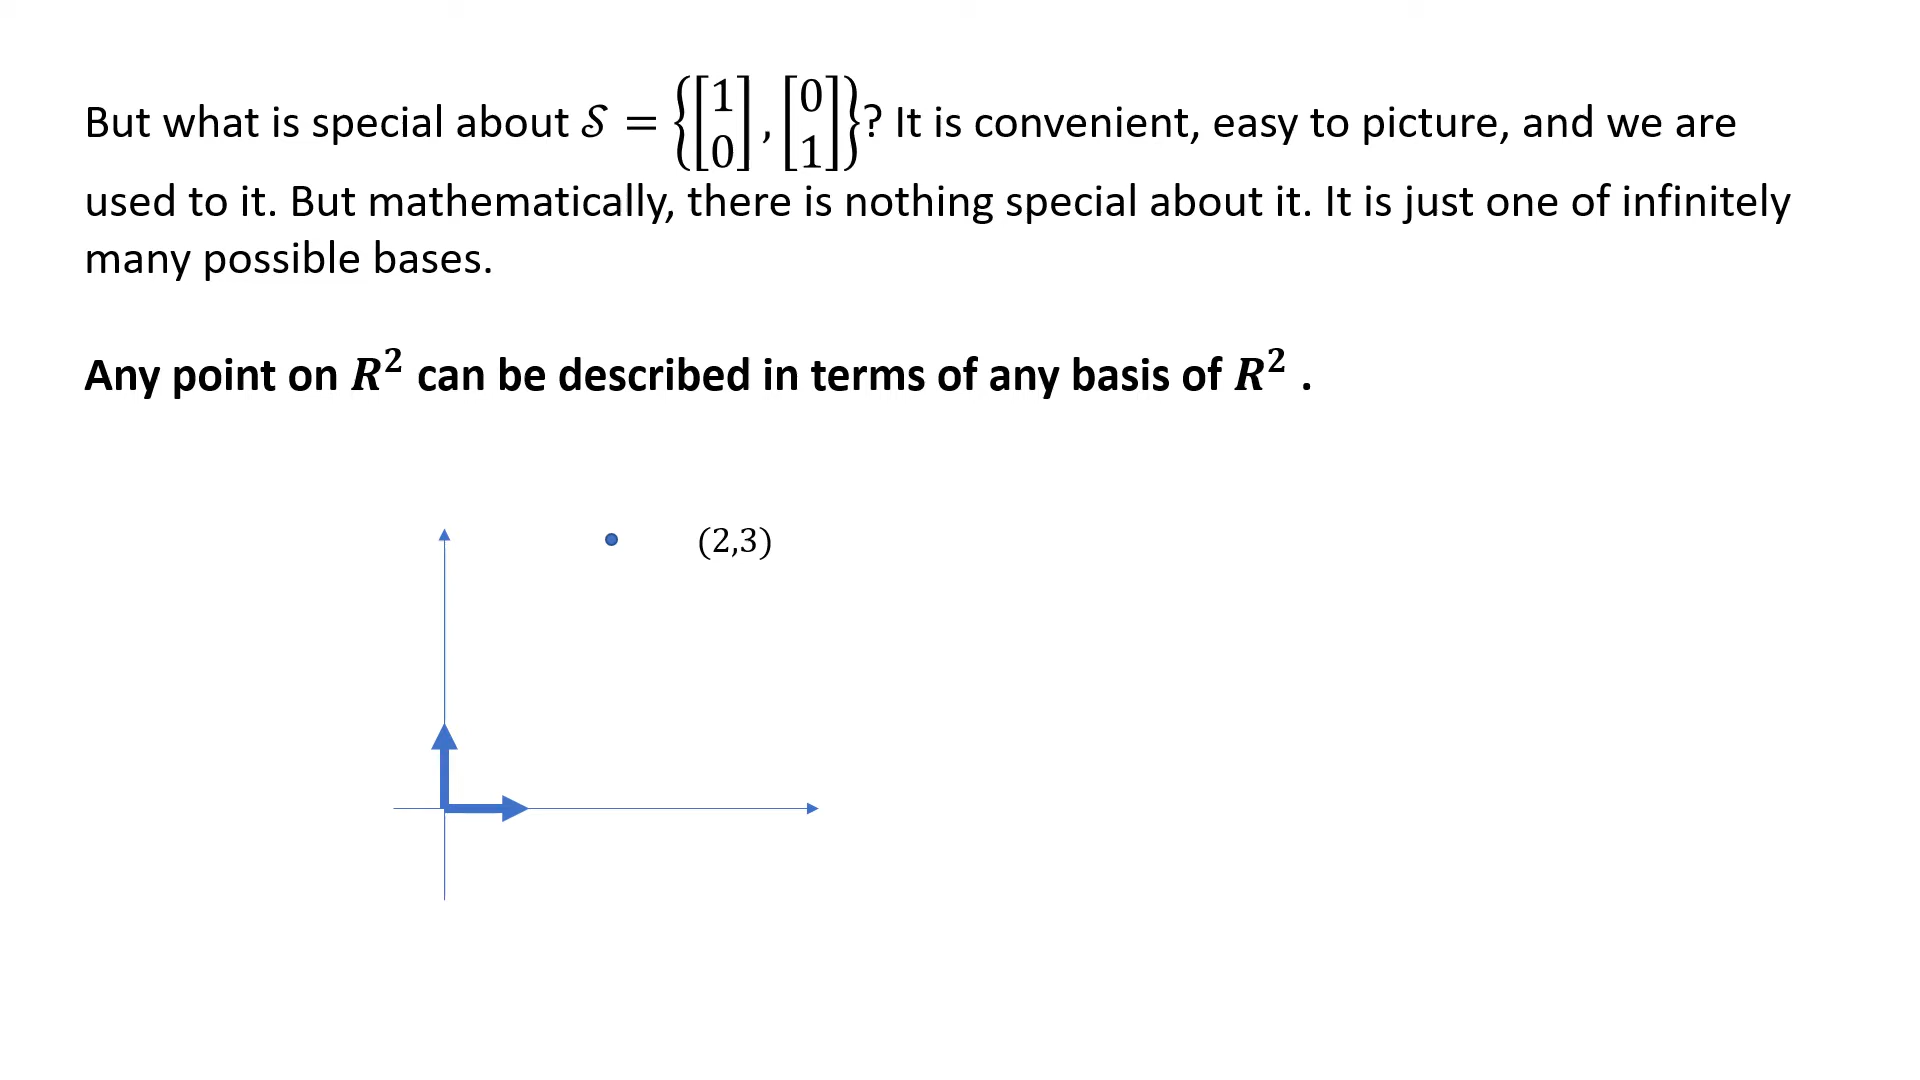 But what is special about 𝒮 = {[1 0], [0 1]}? It is convenient, easy to picture, and we are
used to it. But mathematically, there is nothing special about it. It is just one of infinitely
many possible bases.
Any point on R² can be described in terms of any basis of R² .
(2,3)